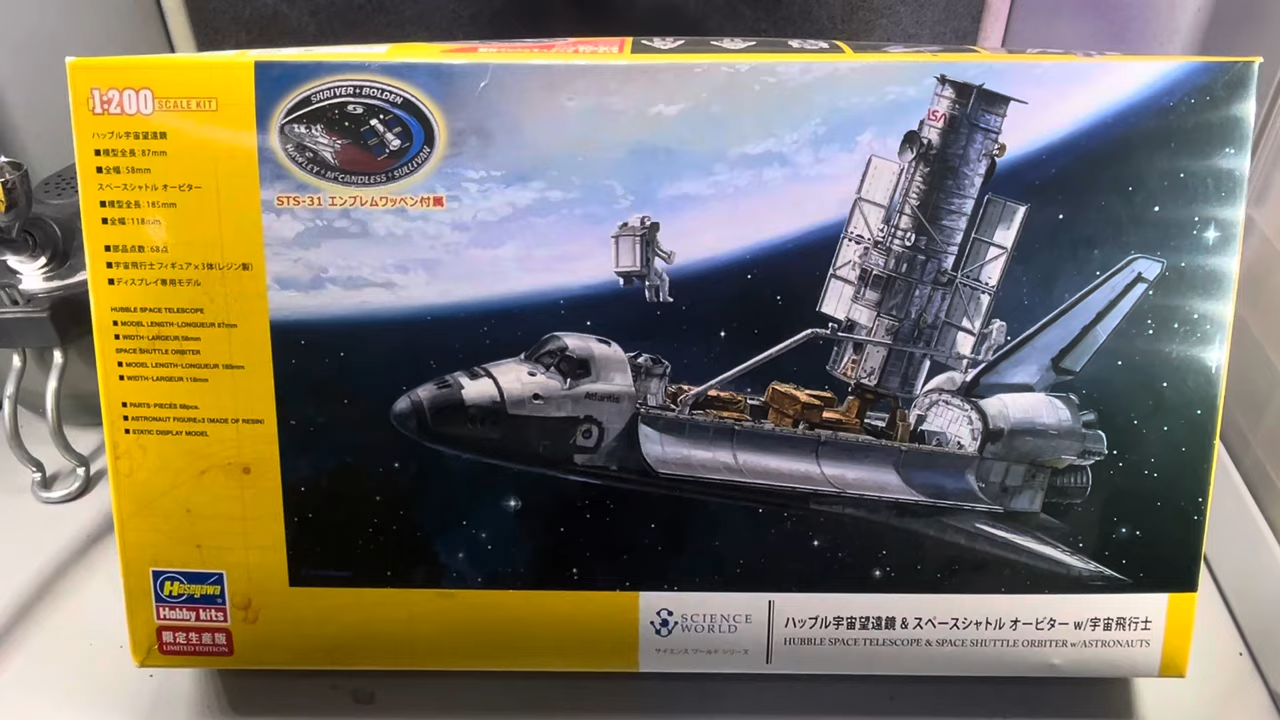 1:200 SCALE KIT
ハッブル宇宙望遠鏡
■模型全長:87mm
■全幅:58mm
スペースシャトル オービター
■模型全長:185mm
■全幅:118mm
■部品点数:68点
■宇宙飛行士フィギュア×3体(レジン製)
■ディスプレイ専用モデル
HUBBLE SPACE TELESCOPE
■ MODEL LENGTH・LONGUEUR 87mm
■ WIDTH・LARGEUR 58mm
SPACE SHUTTLE ORBITER
■ MODEL LENGTH・LONGUEUR 185mm
■ WIDTH・LARGEUR 118mm
■ PARTS・PIECES 68pcs.
■ ASTRONAUT FIGURE×3 (MADE OF RESIN)
■ STATIC DISPLAY MODEL
SHRIVER BOLDEN
HAWLEY McCANDLESS SULLIVAN
STS-31 エンブレムワッペン付属
Atlantis
Hasegawa
Hobby kits
限定生産版
LIMITED EDITION
SCIENCE
WORLD
サイエンス ワールド シリーズ
ハッブル宇宙望遠鏡 & スペースシャトル オービター w/宇宙飛行士
HUBBLE SPACE TELESCOPE & SPACE SHUTTLE ORBITER w/ASTRONAUTS